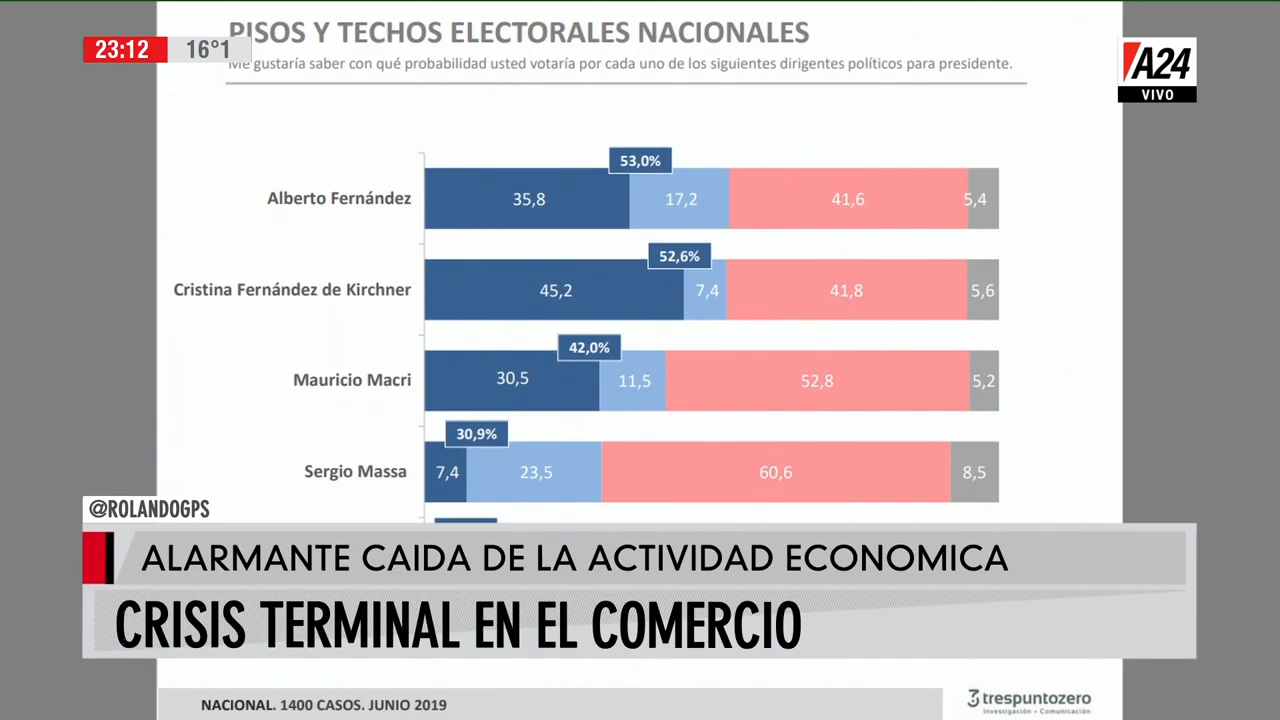 PISOS Y TECHOS ELECTORALES NACIONALES
23:12 16°1
Me gustaría saber con qué probabilidad usted votaría por cada uno de los siguientes dirigentes políticos para presidente.
A24
VIVO
53,0%
Alberto Fernández 35,8 17,2 41,6 5,4
52,6%
Cristina Fernández de Kirchner 45,2 7,4 41,8 5,6
42,0%
Mauricio Macri 30,5 11,5 52,8 5,2
30,9%
Sergio Massa 7,4 23,5 60,6 8,5
@ROLANDOGPS
ALARMANTE CAIDA DE LA ACTIVIDAD ECONOMICA
CRISIS TERMINAL EN EL COMERCIO
NACIONAL. 1400 CASOS. JUNIO 2019
3 trespuntozero
Investigación + Comunicación